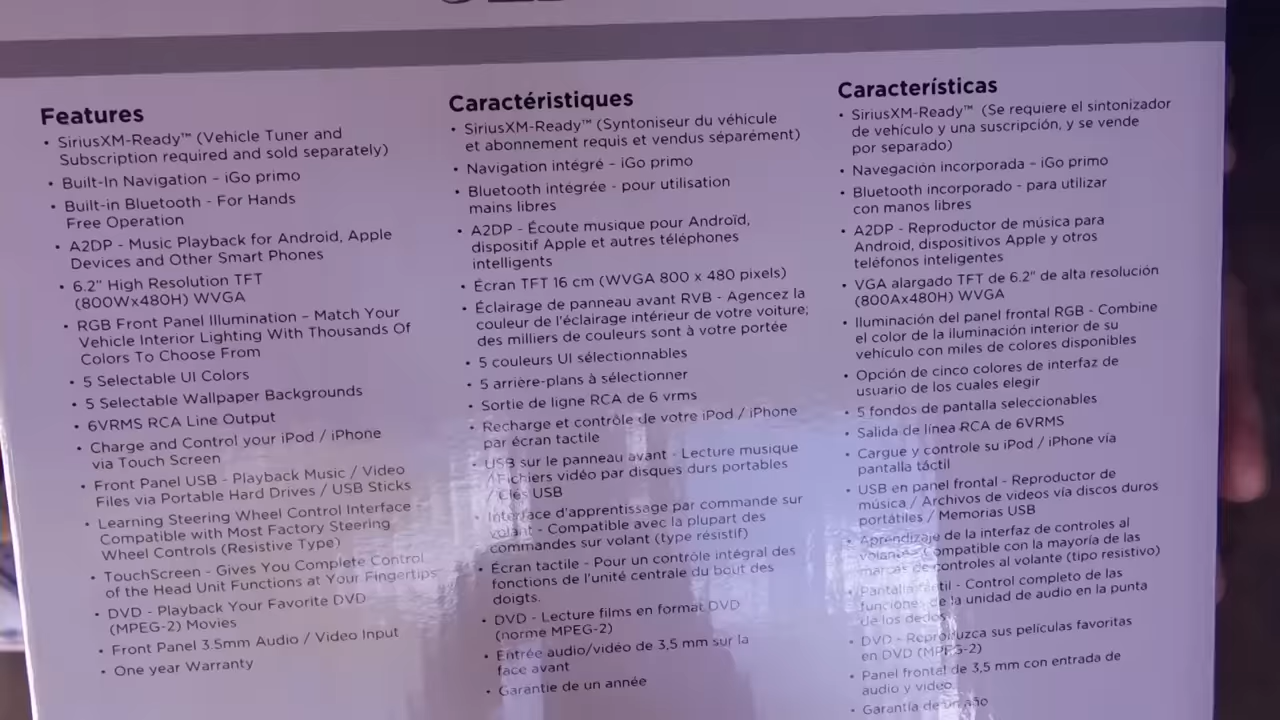 Features
• SiriusXM-Ready™ (Vehicle Tuner and
Subscription required and sold separately)
• Built-In Navigation – iGo primo
• Built-in Bluetooth - For Hands
Free Operation
• A2DP - Music Playback for Android, Apple
Devices and Other Smart Phones
• 6.2" High Resolution TFT
(800Wx480H) WVGA
• RGB Front Panel Illumination – Match Your
Vehicle Interior Lighting With Thousands Of
Colors To Choose From
• 5 Selectable UI Colors
• 5 Selectable Wallpaper Backgrounds
• 6VRMS RCA Line Output
• Charge and Control your iPod / iPhone
via Touch Screen
• Front Panel USB - Playback Music / Video
Files via Portable Hard Drives / USB Sticks
• Learning Steering Wheel Control Interface -
Compatible with Most Factory Steering
Wheel Controls (Resistive Type)
• TouchScreen - Gives You Complete Control
of the Head Unit Functions at Your Fingertips
• DVD - Playback Your Favorite DVD
(MPEG-2) Movies
• Front Panel 3.5mm Audio / Video Input
• One year Warranty
Caractéristiques
• SiriusXM-Ready™ (Syntoniseur du véhicule
et abonnement requis et vendus séparément)
• Navigation intégré – iGo primo
• Bluetooth intégrée - pour utilisation
mains libres
• A2DP - Écoute musique pour Androïd,
dispositif Apple et autres téléphones
intelligents
• Écran TFT 16 cm (WVGA 800 x 480 pixels)
• Éclairage de panneau avant RVB - Agencez la
couleur de l'éclairage intérieur de votre voiture;
des milliers de couleurs sont à votre portée
• 5 couleurs UI sélectionnables
• 5 arrière-plans à sélectionner
• Sortie de ligne RCA de 6 vrms
• Recharge et contrôle de votre iPod / iPhone
par écran tactile
• USB sur le panneau avant - Lecture musique
/ Fichiers vidéo par disques durs portables
/ Clés USB
• Interface d'apprentissage par commande sur
volant - Compatible avec la plupart des
commandes sur volant (type résistif)
• Écran tactile - Pour un contrôle intégral des
fonctions de l'unité centrale du bout des
doigts.
• DVD - Lecture films en format DVD
(norme MPEG-2)
• Entrée audio/vidéo de 3,5 mm sur la
face avant
• Garantie de un année
Características
• SiriusXM-Ready™ (Se requiere el sintonizador
de vehículo y una suscripción, y se vende
por separado)
• Navegación incorporada – iGo primo
• Bluetooth incorporado - para utilizar
con manos libres
• A2DP - Reproductor de música para
Android, dispositivos Apple y otros
teléfonos inteligentes
• VGA alargado TFT de 6.2" de alta resolución
(800Ax480H) WVGA
• Iluminación del panel frontal RGB - Combine
el color de la iluminación interior de su
vehículo con miles de colores disponibles
• Opción de cinco colores de interfaz de
usuario de los cuales elegir
• 5 fondos de pantalla seleccionables
• Salida de línea RCA de 6VRMS
• Cargue y controle su iPod / iPhone vía
pantalla táctil
• USB en panel frontal - Reproductor de
música / Archivos de videos vía discos duros
portátiles / Memorias USB
• Aprendizaje de la interfaz de controles al
volante - Compatible con la mayoría de las
marcas de controles al volante (tipo resistivo)
• Pantalla táctil - Control completo de las
funciones de la unidad de audio en la punta
de los dedos
• DVD - Reproduzca sus películas favoritas
en DVD (MPEG-2)
• Panel frontal de 3,5 mm con entrada de
audio y video
• Garantía de un año